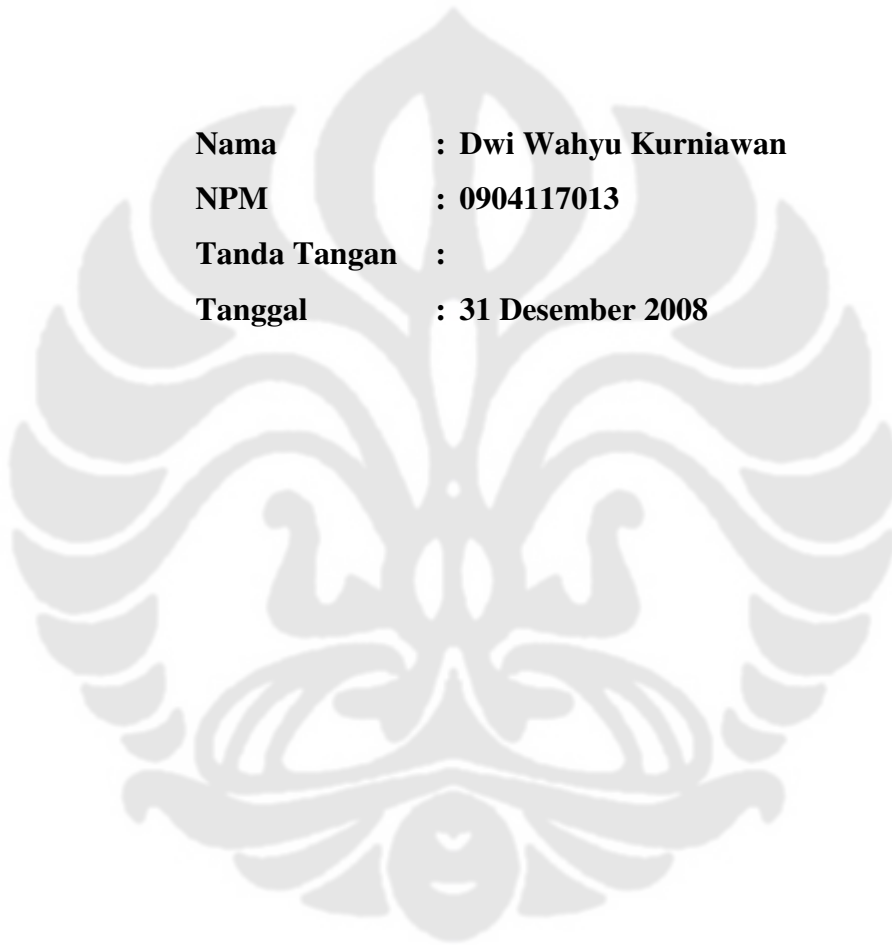 Nama : Dwi Wahyu Kurniawan
NPM : 0904117013
Tanda Tangan :
Tanggal : 31 Desember 2008